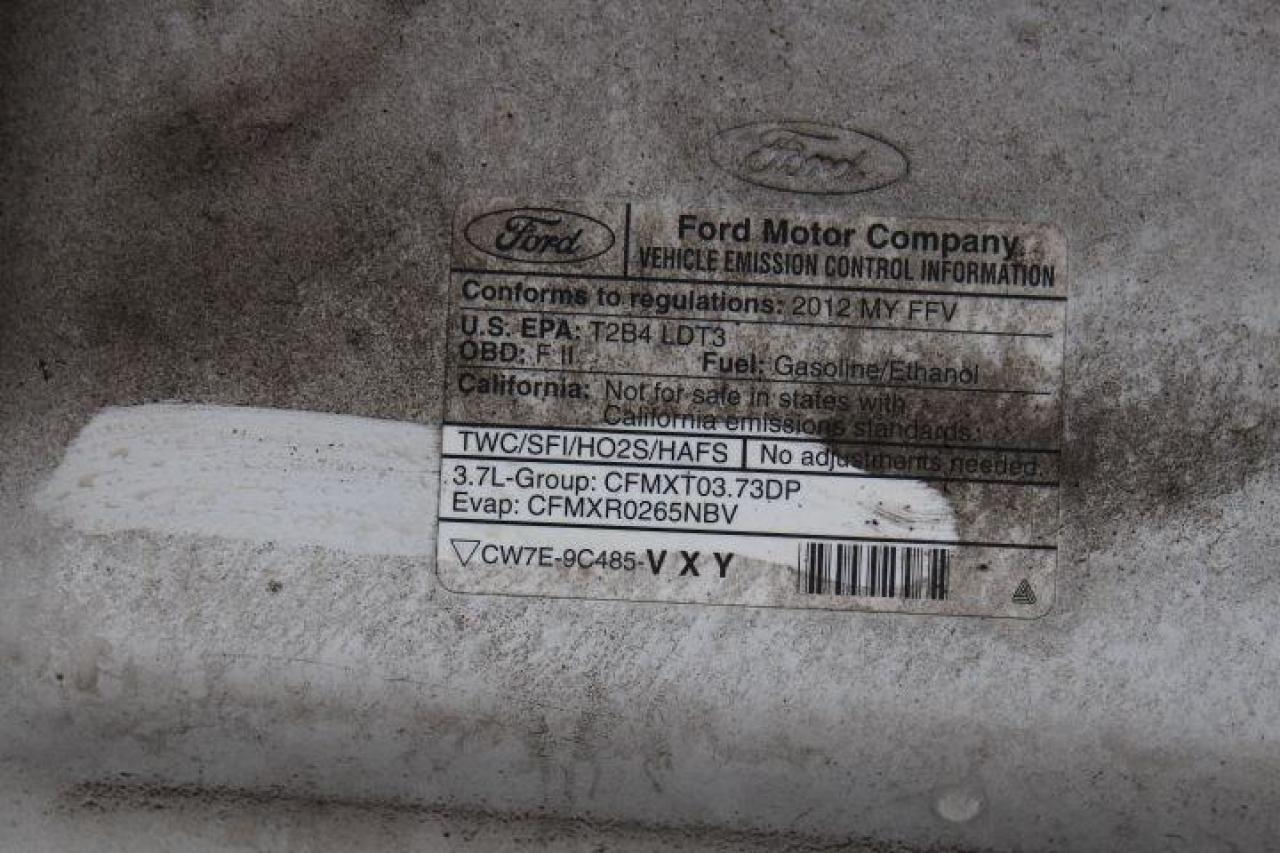 Ford
Ford
Ford Motor Company
VEHICLE EMISSION CONTROL INFORMATION
Conforms to regulations: 2012 MY FFV
U.S. EPA: T2B4 LDT3
OBD: F II Fuel: Gasoline/Ethanol
California: Not for sale in states with
California emissions standards.
TWC/SFI/HO2S/HAFS No adjustments needed.
3.7L-Group: CFMXT03.73DP
Evap: CFMXR0265NBV
CW7E-9C485-VXY